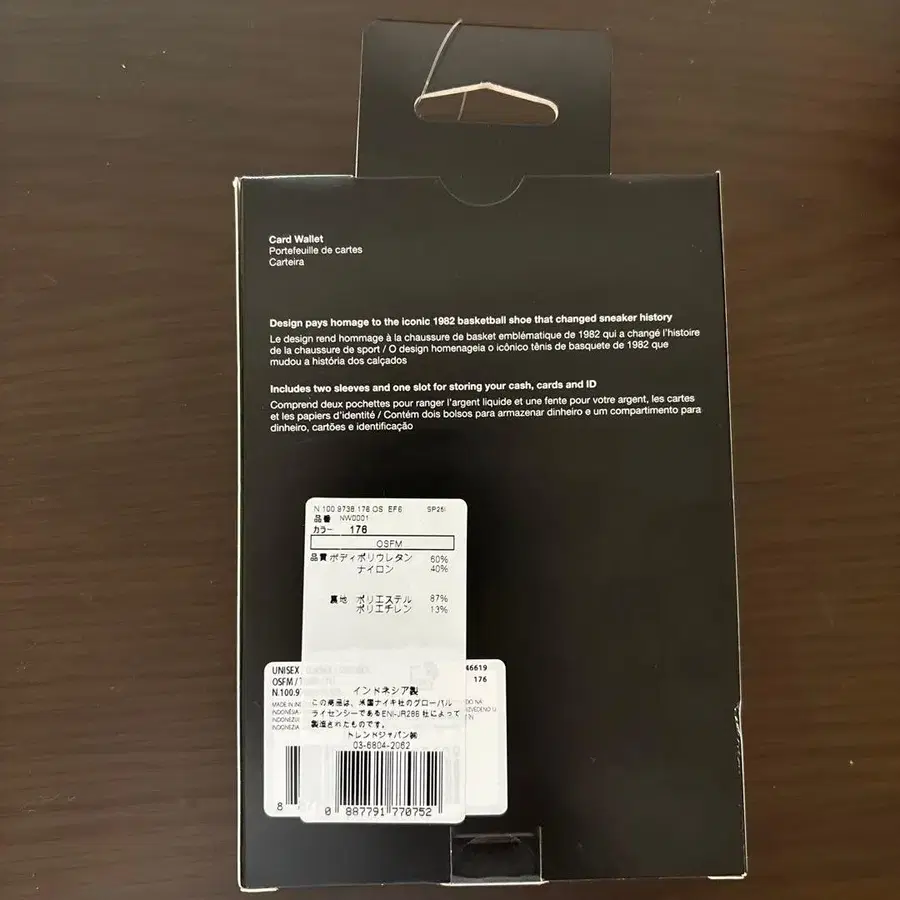 Card Wallet
Portefeuille de cartes
Carteira
Design pays homage to the iconic 1982 basketball shoe that changed sneaker history
Le design rend hommage à la chaussure de basket emblématique de 1982 qui a changé l'histoire
de la chaussure de sport / O design homenageia o icônico tênis de basquete de 1982 que
mudou a história dos calçados
Includes two sleeves and one slot for storing your cash, cards and ID
Comprend deux pochettes pour ranger l'argent liquide et une fente pour votre argent, les cartes
et les papiers d'identité / Contém dois bolsos para armazenar dinheiro e um compartimento para
dinheiro, cartões e identificação
N.100.9738.176.OS EF6 SP25
品番 NW0001
カラー 176
OSFM
品質 ボディ ポリウレタン 60%
ナイロン 40%
裏地 ポリエステル 87%
ポリエチレン 13%
UNISEX
OSFM /
N.100.97
46619
176
MADE IN
インドネシア製
この商品は、米国ナイキ社のグローバル
ライセンシーであるENI-JR286 社によって
製造されたものです。
トレンドジャパン㈱
03-6804-2062
8
0 887791 770752